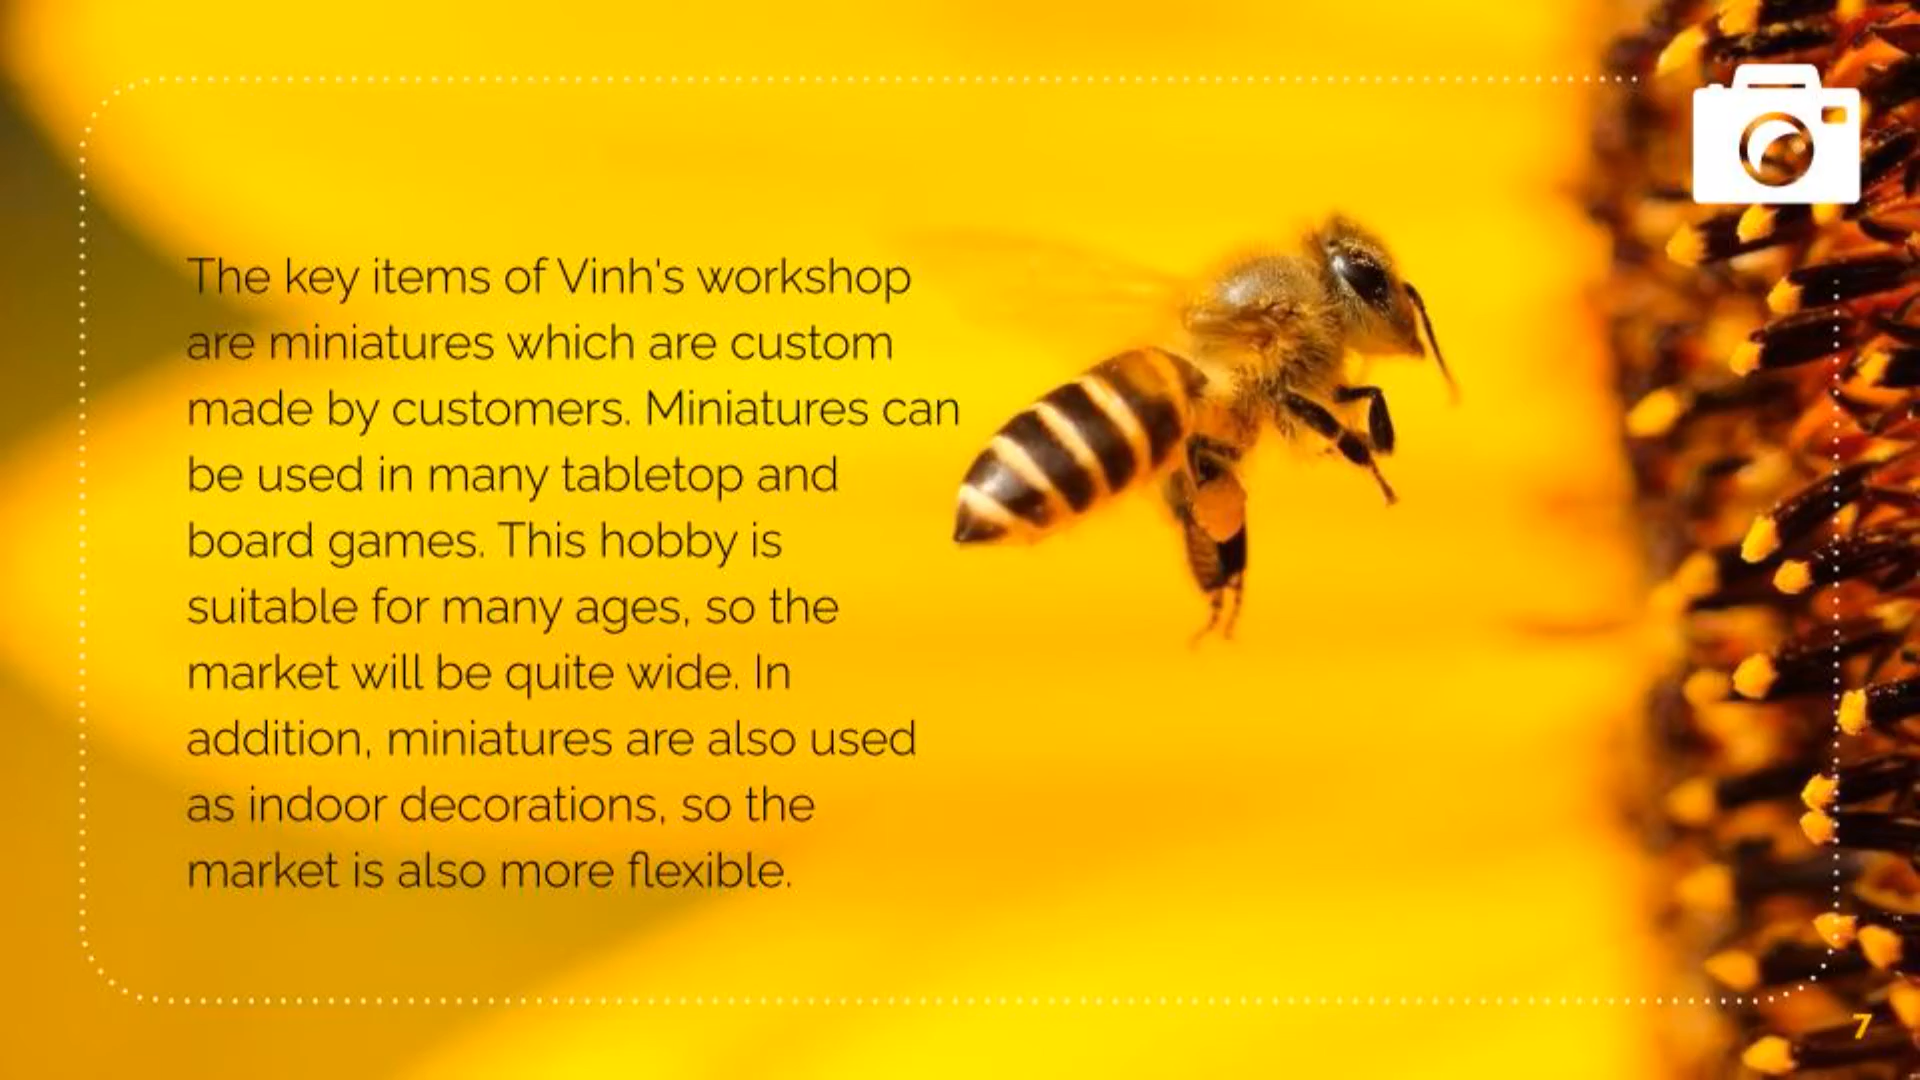 The key items of Vinh's workshop
are miniatures which are custom
made by customers. Miniatures can
be used in many tabletop and
board games. This hobby is
suitable for many ages, so the
market will be quite wide. In
addition, miniatures are also used
as indoor decorations, so the
market is also more flexible.
7